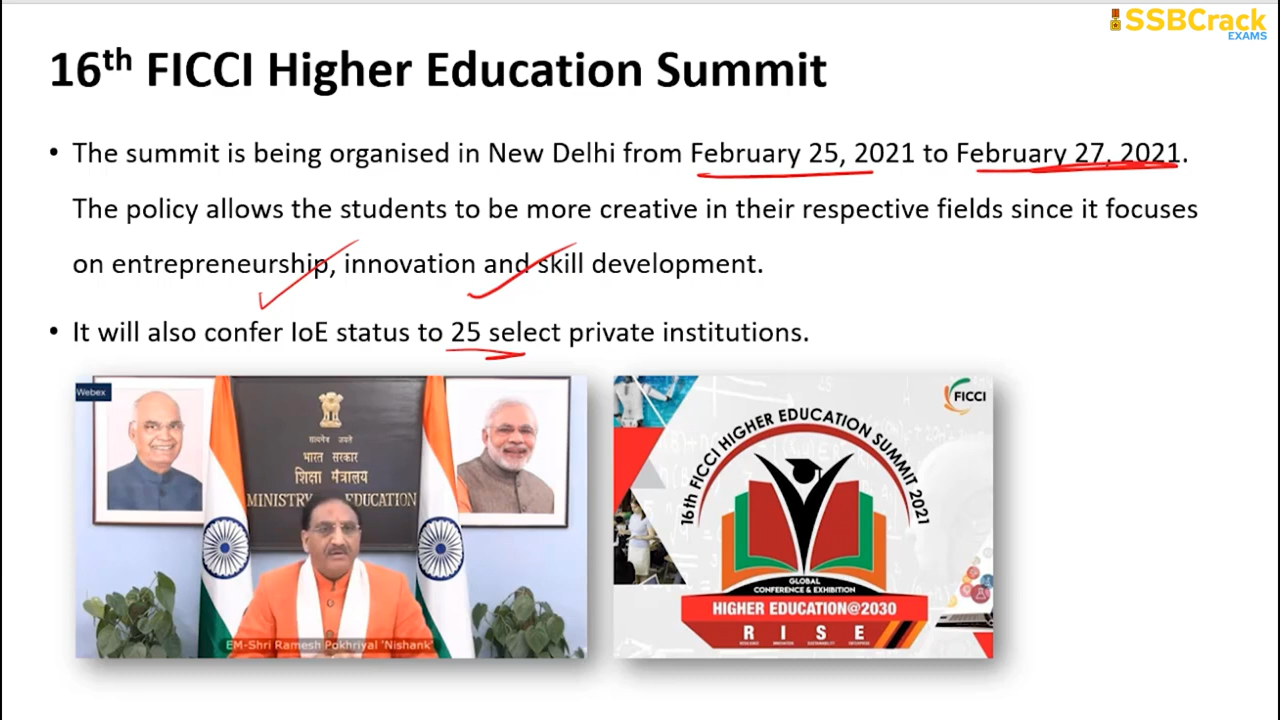 SSBCrack
EXAMS
16th FICCI Higher Education Summit
• The summit is being organised in New Delhi from February 25, 2021 to February 27, 2021.
The policy allows the students to be more creative in their respective fields since it focuses
on entrepreneurship, innovation and skill development.
• It will also confer IoE status to 25 select private institutions.
Webex
सत्यमेव जयते
भारत सरकार
शिक्षा मंत्रालय
MINISTRY EDUCATION
EM-Shri Ramesh Pokhriyal 'Nishank'
FICCI
16th FICCI HIGHER EDUCATION SUMMIT 2021
GLOBAL
CONFERENCE & EXHIBITION
HIGHER EDUCATION@2030
R I S E